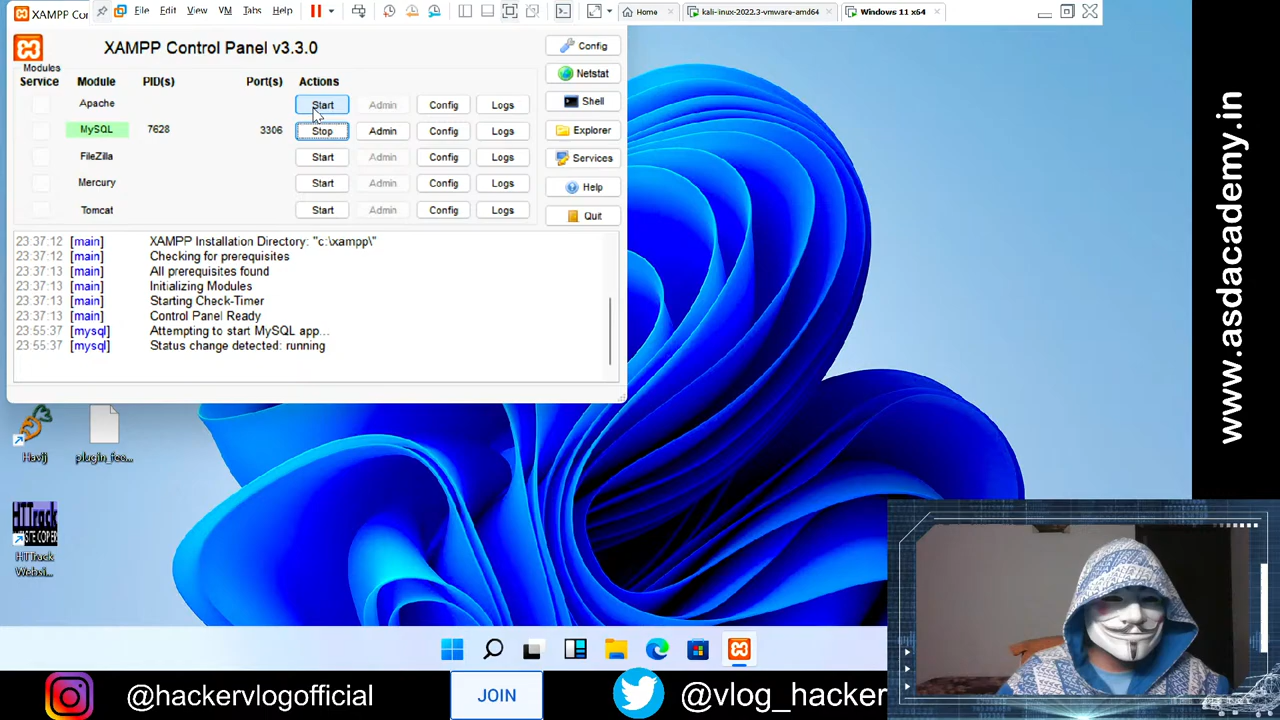 XAMPP Cor
File Edit View VM Tabs Help
Home
kali-linux-2022.3-vmware-amd64
Windows 11 x64
XAMPP Control Panel v3.3.0
Config
Modules
Service Module PID(s) Port(s) Actions
Netstat
Apache Start Admin Config Logs
Shell
MySQL 7628 3306 Stop Admin Config Logs
Explorer
FileZilla Start Admin Config Logs
Services
Mercury Start Admin Config Logs
Help
Tomcat Start Admin Config Logs
Quit
23:37:12 [main] XAMPP Installation Directory: "c:\xampp\"
23:37:12 [main] Checking for prerequisites
23:37:13 [main] All prerequisites found
23:37:13 [main] Initializing Modules
23:37:13 [main] Starting Check-Timer
23:37:13 [main] Control Panel Ready
23:55:37 [mysql] Attempting to start MySQL app...
23:55:37 [mysql] Status change detected: running
Havij
plugin_fee...
HTTrack
SITE COPIER
HTTrack
Websi...
www.asdacademy.in
@hackervlogofficial
JOIN
@vlog_hacker